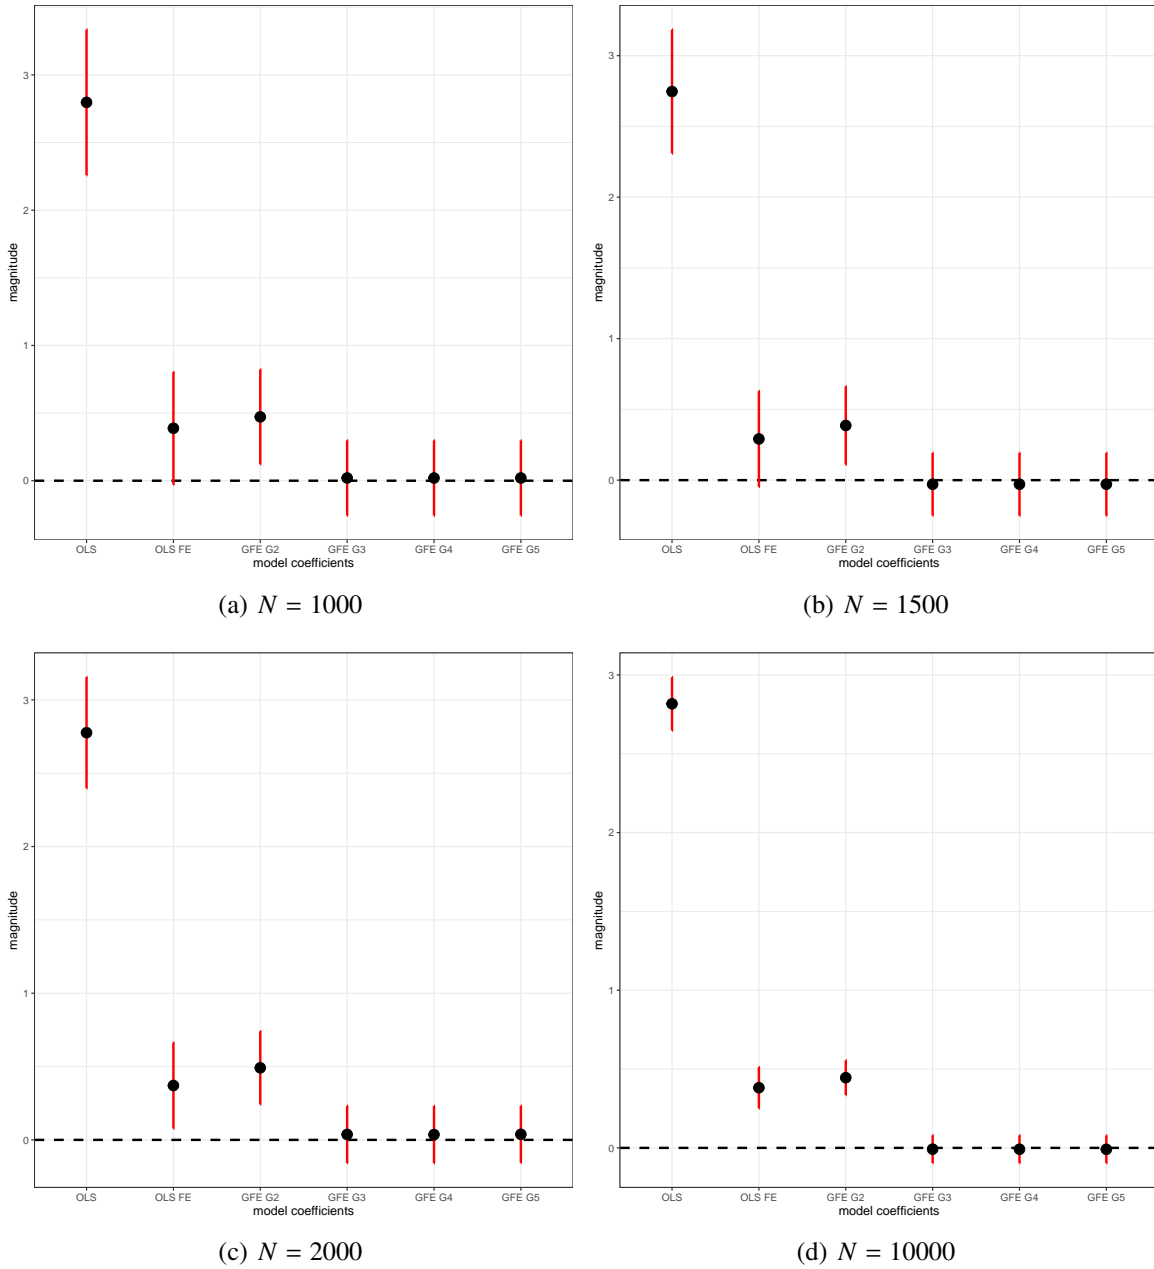 3
2
1
0
magnitude
OLS OLS FE GFE G2 GFE G3 GFE G4 GFE G5
model coefficients
(a) N = 1000
3
2
1
0
magnitude
OLS OLS FE GFE G2 GFE G3 GFE G4 GFE G5
model coefficients
(b) N = 1500
3
2
1
0
magnitude
OLS OLS FE GFE G2 GFE G3 GFE G4 GFE G5
model coefficients
(c) N = 2000
3
2
1
0
magnitude
OLS OLS FE GFE G2 GFE G3 GFE G4 GFE G5
model coefficients
(d) N = 10000